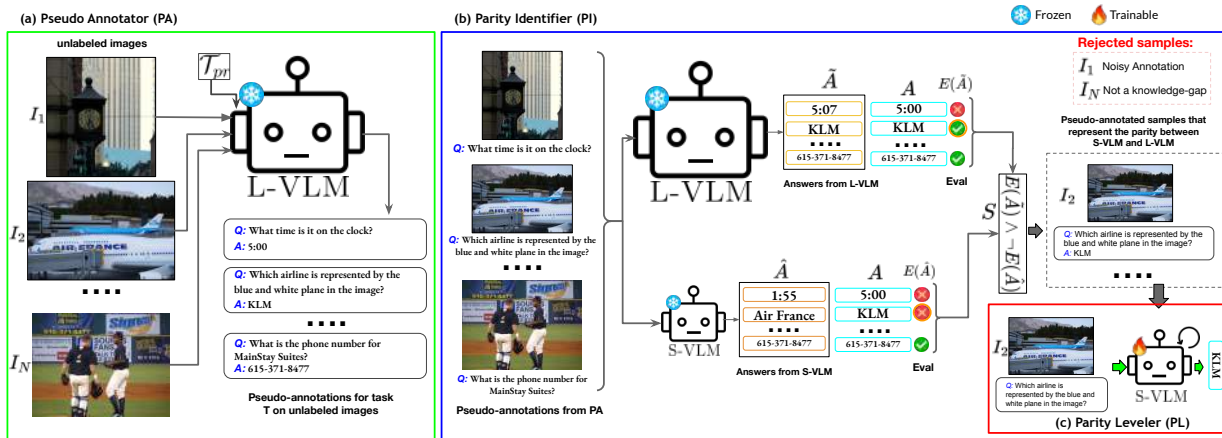 (a) Pseudo Annotator (PA)
(b) Parity Identifier (PI)
Frozen
Trainable
unlabeled images
T_pr
I_1
I_2
....
I_N
L-VLM
Q: What time is it on the clock?
A: 5:00
Q: Which airline is represented by the
blue and white plane in the image?
A: KLM
....
Q: What is the phone number for
MainStay Suites?
A: 615-371-8477
Pseudo-annotations for task
T on unlabeled images
AIR FRANCE
Q: What time is it on the clock?
Q: Which airline is represented by the
blue and white plane in the image?
....
Q: What is the phone number for
MainStay Suites?
Pseudo-annotations from PA
L-VLM
Ã
A
E(Ã)
5:07
5:00
KLM
KLM
....
....
615-371-8477
615-371-8477
Answers from L-VLM
Eval
S-VLM
Â
A
E(Â)
1:55
5:00
Air France
KLM
....
....
615-371-8477
615-371-8477
Answers from S-VLM
Eval
S
E(Ã) ∧ ¬E(Â)
Rejected samples:
I_1 Noisy Annotation
I_N Not a knowledge-gap
Pseudo-annotated samples that
represent the parity between
S-VLM and L-VLM
I_2
Q: Which airline is represented by the
blue and white plane in the image?
A: KLM
....
I_2
Q: Which airline is
represented by the blue and
white plane in the image?
S-VLM
KLM
(c) Parity Leveler (PL)